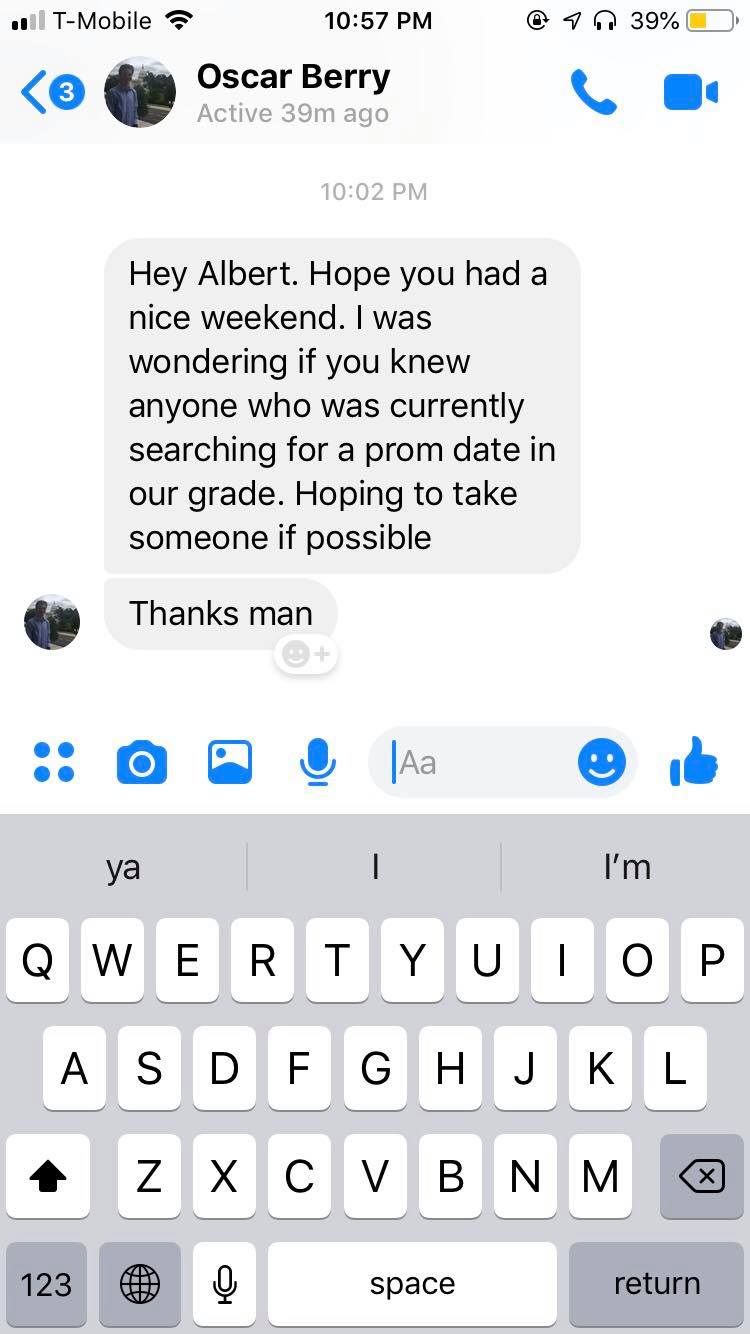 T-Mobile 10:57 PM 39%
3 Oscar Berry
Active 39m ago
10:02 PM
Hey Albert. Hope you had a
nice weekend. I was
wondering if you knew
anyone who was currently
searching for a prom date in
our grade. Hoping to take
someone if possible
Thanks man
Aa
ya I I’m
Q W E R T Y U I O P
A S D F G H J K L
Z X C V B N M
123 space return